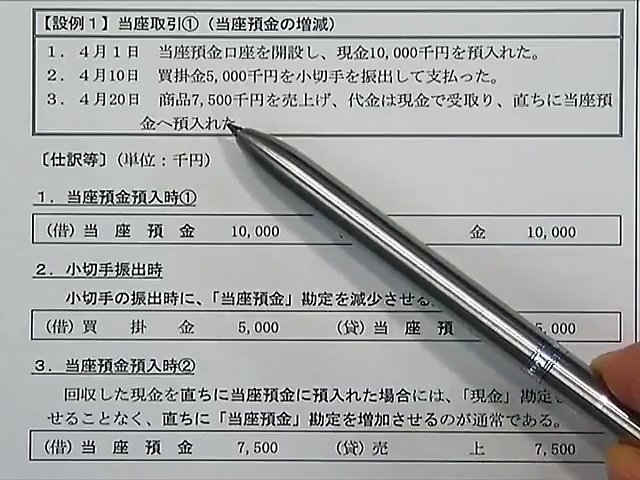 【設例１】当座取引①（当座預金の増減）
１．４月１日　当座預金口座を開設し、現金10,000千円を預入れた。
２．４月10日　買掛金5,000千円を小切手を振出して支払った。
３．４月20日　商品7,500千円を売上げ、代金は現金で受取り、直ちに当座預
金へ預入れた
〔仕訳等〕（単位：千円）
１．当座預金預入時①
（借）当　座　預　金　10,000　金　10,000
２．小切手振出時
小切手の振出時に、「当座預金」勘定を減少させる
（借）買　掛　金　5,000　（貸）当　座　預　5,000
３．当座預金預入時②
回収した現金を直ちに当座預金に預入れた場合には、「現金」勘定
せることなく、直ちに「当座預金」勘定を増加させるのが通常である。
（借）当　座　預　金　7,500　（貸）売　上　7,500